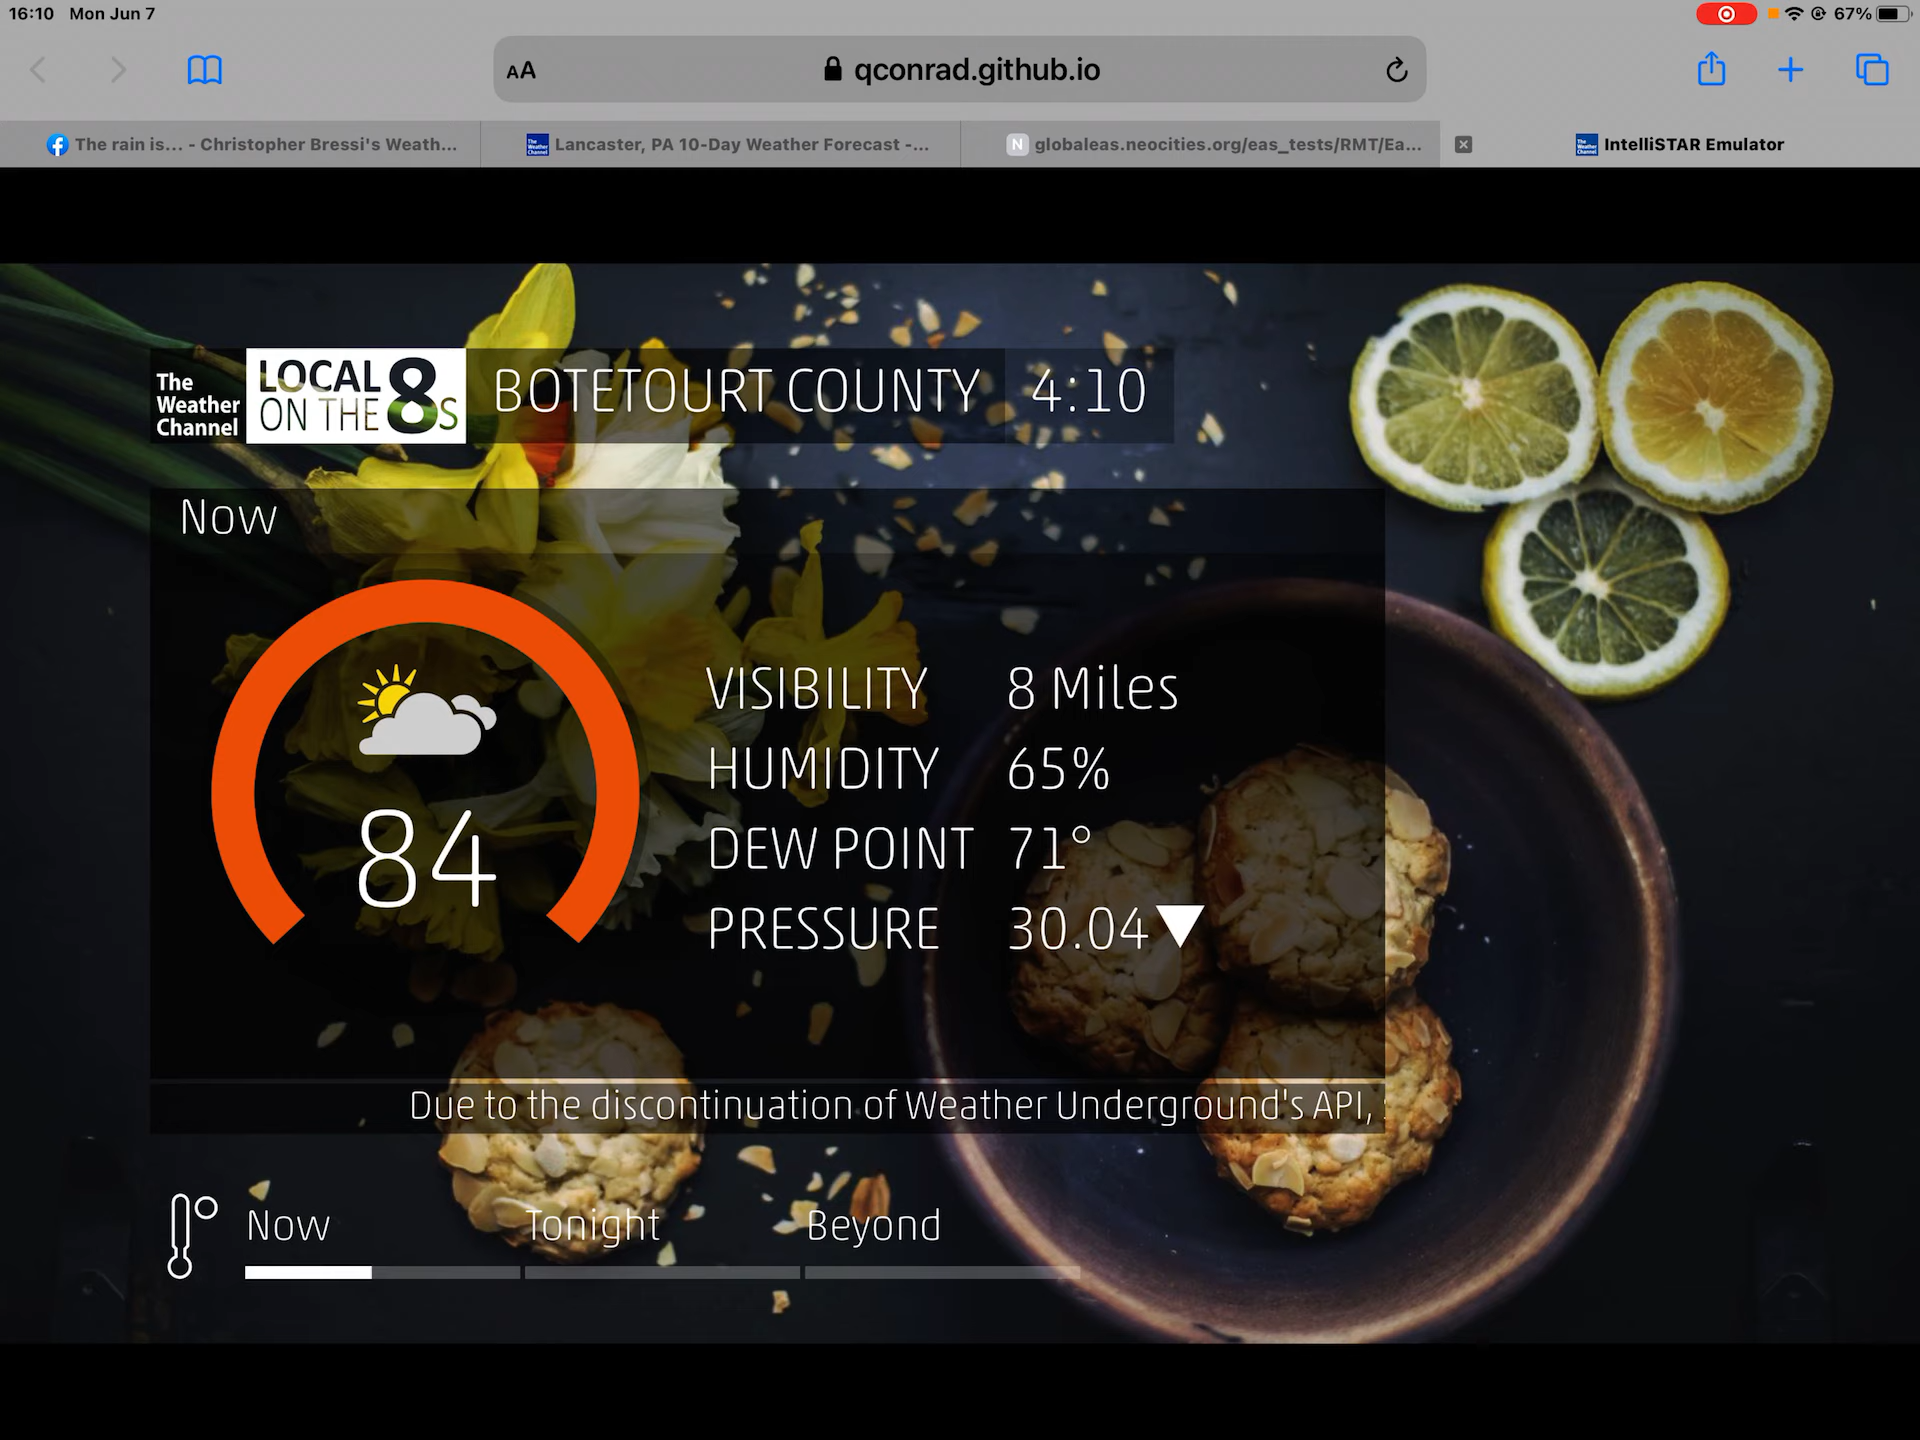 16:10 Mon Jun 7
67%
AA
qconrad.github.io
The rain is... - Christopher Bressi's Weath...
Lancaster, PA 10-Day Weather Forecast -...
N
globaleas.neocities.org/eas_tests/RMT/Ea...
IntelliSTAR Emulator
The
Weather
Channel
LOCAL
ON THE 8s
BOTETOURT COUNTY
4:10
Now
84
VISIBILITY 8 Miles
HUMIDITY 65%
DEW POINT 71°
PRESSURE 30.04
Due to the discontinuation of Weather Underground's API,
Now
Tonight
Beyond